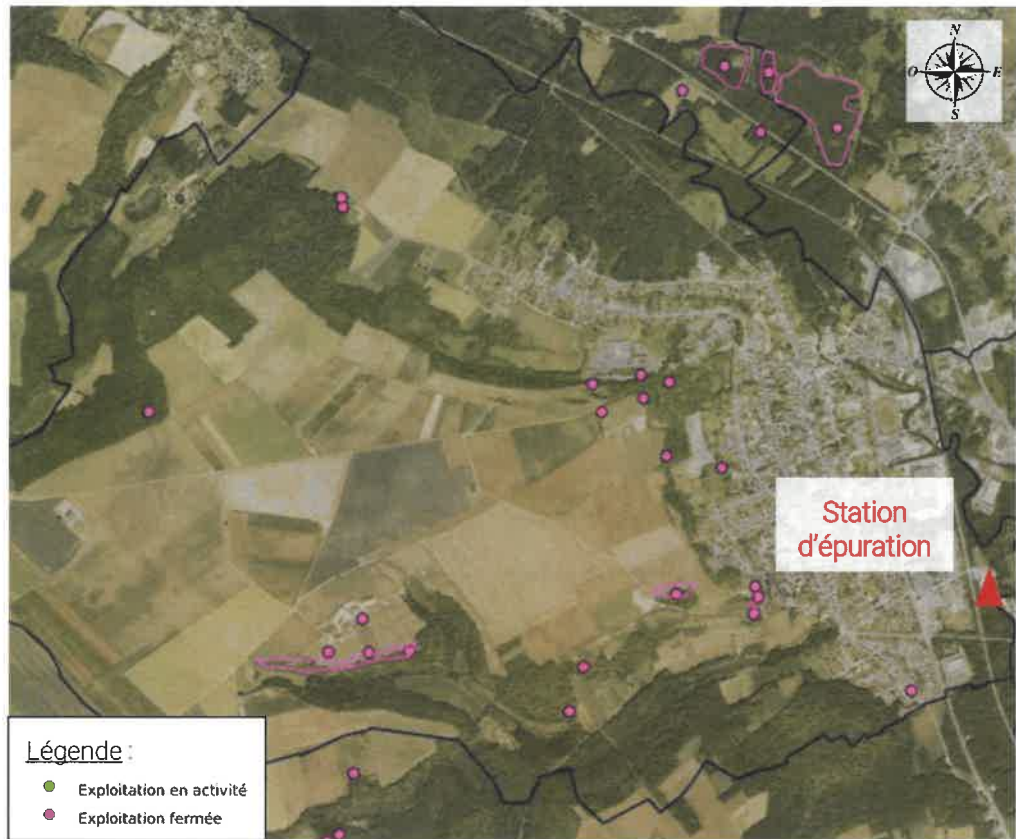 N
O E
S
Station
d'épuration
Légende :
Exploitation en activité
Exploitation fermée